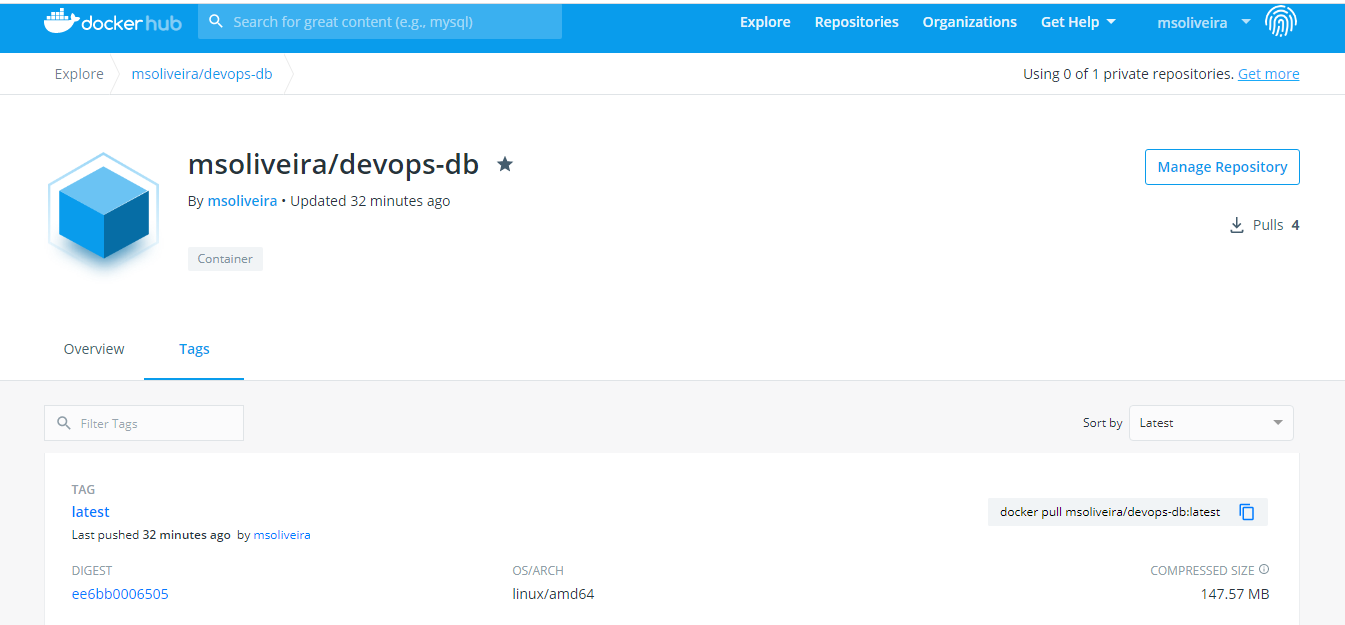 dockerhub Search for great content (e.g., mysql) Explore Repositories Organizations Get Help msoliveira
Explore msoliveira/devops-db Using 0 of 1 private repositories. Get more
msoliveira/devops-db
Manage Repository
By msoliveira • Updated 32 minutes ago
Pulls 4
Container
Overview Tags
Filter Tags Sort by Latest
TAG
latest
docker pull msoliveira/devops-db:latest
Last pushed 32 minutes ago by msoliveira
DIGEST OS/ARCH COMPRESSED SIZE
ee6bb0006505 linux/amd64 147.57 MB